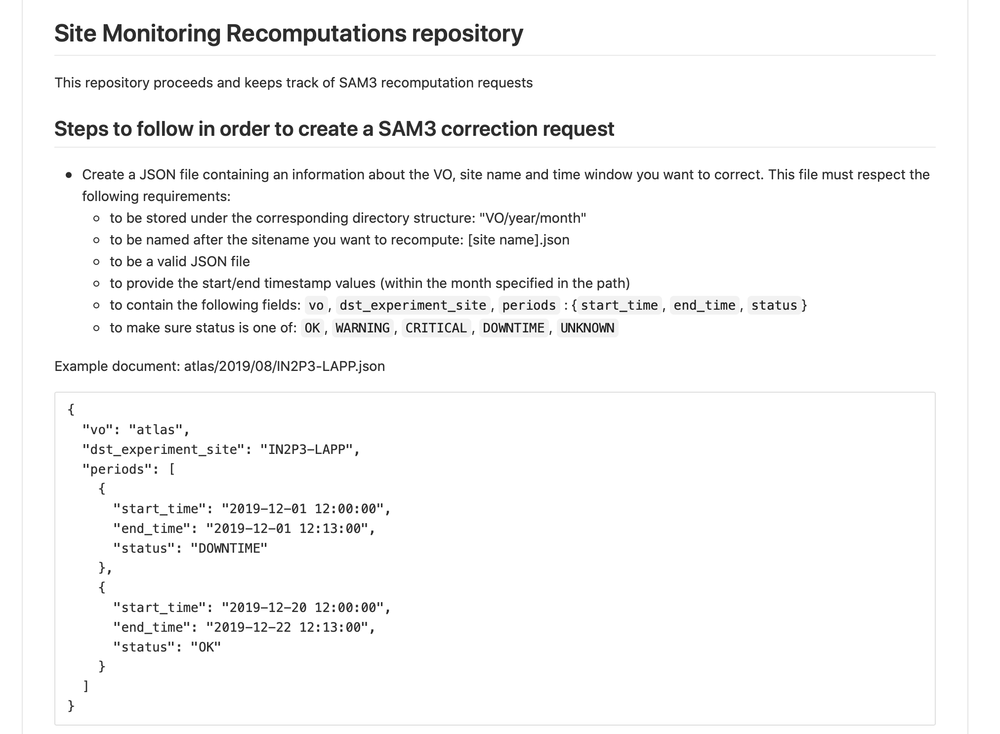 Site Monitoring Recomputations repository
This repository proceeds and keeps track of SAM3 recomputation requests
Steps to follow in order to create a SAM3 correction request
• Create a JSON file containing an information about the VO, site name and time window you want to correct. This file must respect the
following requirements:
◦ to be stored under the corresponding directory structure: "VO/year/month"
◦ to be named after the sitename you want to recompute: [site name].json
◦ to be a valid JSON file
◦ to provide the start/end timestamp values (within the month specified in the path)
◦ to contain the following fields: vo, dst_experiment_site, periods :{start_time, end_time, status}
◦ to make sure status is one of: OK, WARNING, CRITICAL, DOWNTIME, UNKNOWN
Example document: atlas/2019/08/IN2P3-LAPP.json
{
  "vo": "atlas",
  "dst_experiment_site": "IN2P3-LAPP",
  "periods": [
    {
      "start_time": "2019-12-01 12:00:00",
      "end_time": "2019-12-01 12:13:00",
      "status": "DOWNTIME"
    },
    {
      "start_time": "2019-12-20 12:00:00",
      "end_time": "2019-12-22 12:13:00",
      "status": "OK"
    }
  ]
}